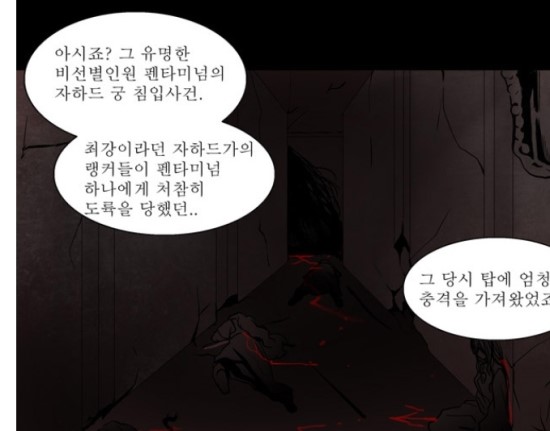 아시죠? 그 유명한
비선별인원 펜타미넘의
자하드 궁 침입사건.
최강이라던 자하드가의
랭커들이 펜타미넘
하나에게 처참히
도륙을 당했던..
그 당시 탑에 엄청
충격을 가져왔었죠